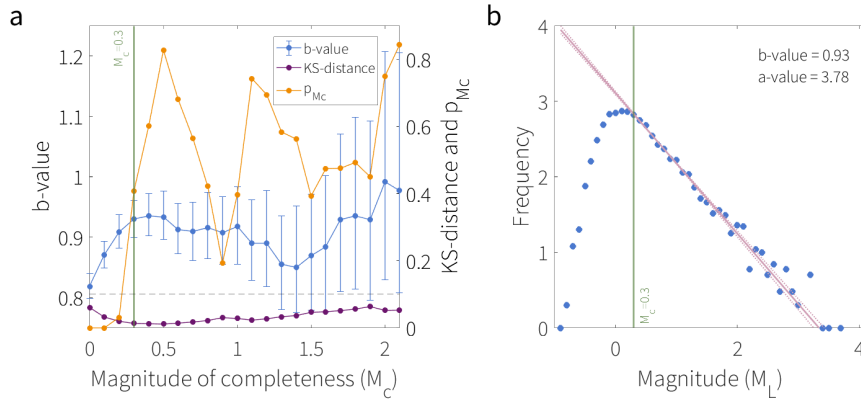 a
b-value
1.2
1.1
1
0.9
0.8
M_c=0.3
b-value
KS-distance
p_Mc
0.8
0.6
0.4
0.2
0
KS-distance and p_Mc
0
0.5
1
1.5
2
Magnitude of completeness (M_c)
b
Frequency
4
3
2
1
0
b-value = 0.93
a-value = 3.78
M_c=0.3
0
2
4
Magnitude (M_L)